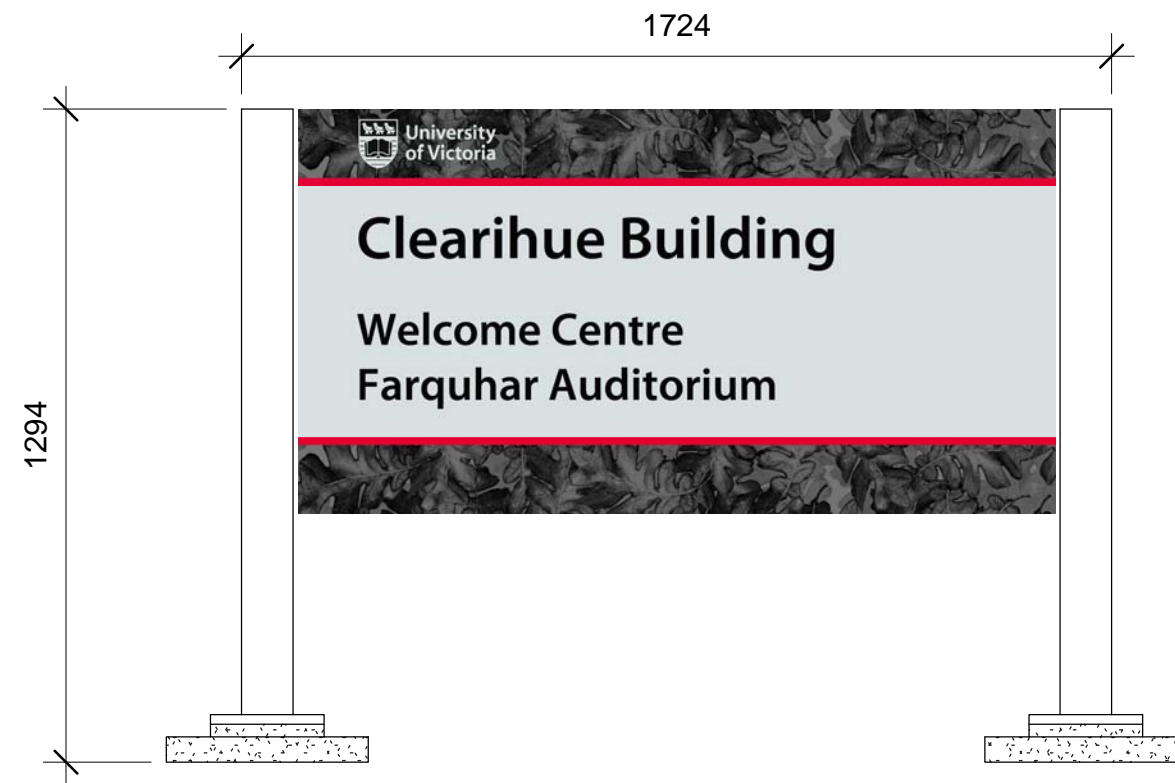 1724
1294
University
of Victoria
Clearihue Building
Welcome Centre
Farquhar Auditorium